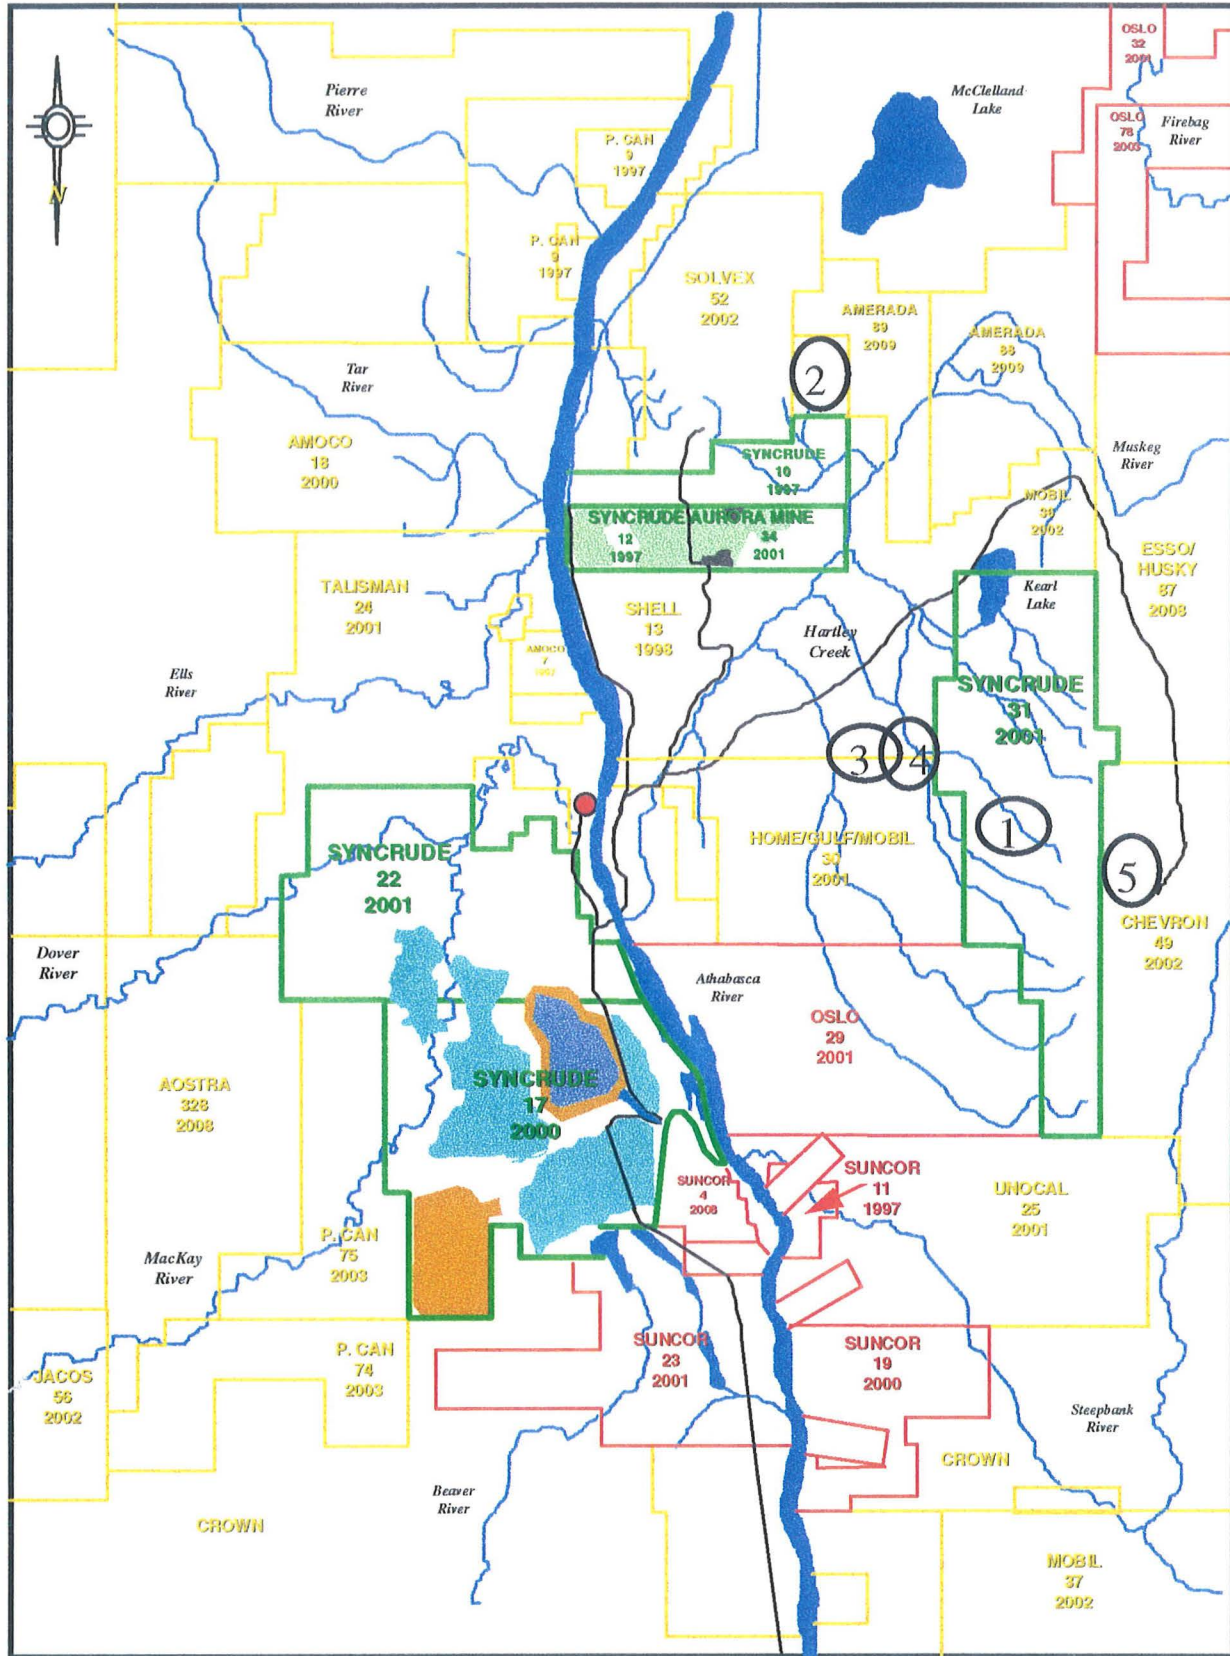 OSLO
32
2001
Pierre
River
McClelland
Lake
OSLO
78
2003
Firebag
River
P. CAN
9
1997
N
P. CAN
9
1997
SOLVEX
52
2002
AMERADA
89
2009
AMERADA
88
2009
Tar
River
2
AMOCO
18
2000
SYNCRUDE
10
1997
Muskeg
River
MOBIL
36
2002
SYNCRUDE AURORA MINE
12
1997
34
2001
ESSO/
HUSKY
87
2008
TALISMAN
24
2001
SHELL
13
1998
Kearl
Lake
Hartley
Creek
AMOCO
7
1997
Ells
River
SYNCRUDE
31
2001
3
4
1
HOME/GULF/MOBIL
30
2001
SYNCRUDE
22
2001
5
CHEVRON
49
2002
Dover
River
Athabasca
River
OSLO
29
2001
AOSTRA
328
2008
SYNCRUDE
17
2000
SUNCOR
4
2008
SUNCOR
11
1997
UNOCAL
25
2001
P. CAN
75
2003
MacKay
River
P. CAN
74
2003
SUNCOR
23
2001
SUNCOR
19
2000
JACOS
56
2002
Steepbank
River
CROWN
Beaver
River
CROWN
MOBIL
37
2002